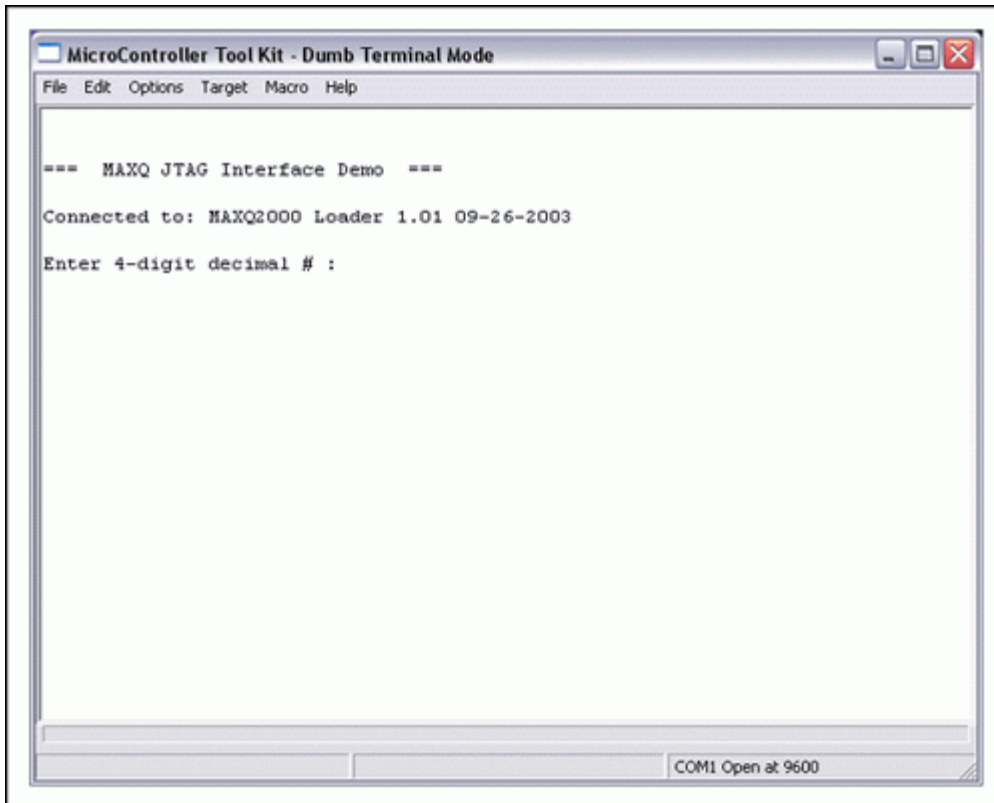 MicroController Tool Kit - Dumb Terminal Mode
File Edit Options Target Macro Help
=== MAXQ JTAG Interface Demo ===
Connected to: MAXQ2000 Loader 1.01 09-26-2003
Enter 4-digit decimal # :
COM1 Open at 9600